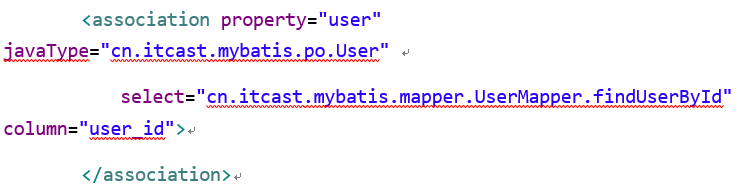 <association property="user"
javaType="cn.itcast.mybatis.po.User"
select="cn.itcast.mybatis.mapper.UserMapper.findUserById"
column="user_id">
</association>